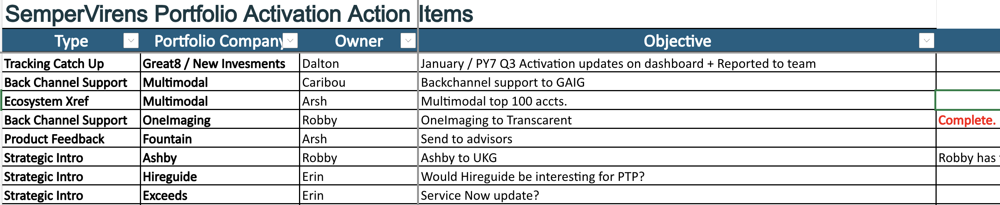 SemperVirens Portfolio Activation Action Items
Type Portfolio Company Owner Objective
Tracking Catch Up Great8 / New Invesments Dalton January / PY7 Q3 Activation updates on dashboard + Reported to team
Back Channel Support Multimodal Caribou Backchannel support to GAIG
Ecosystem Xref Multimodal Arsh Multimodal top 100 accts.
Back Channel Support OneImaging Robby OneImaging to Transcarent Complete.
Product Feedback Fountain Arsh Send to advisors
Strategic Intro Ashby Robby Ashby to UKG Robby has
Strategic Intro Hireguide Erin Would Hireguide be interesting for PTP?
Strategic Intro Exceeds Erin Service Now update?